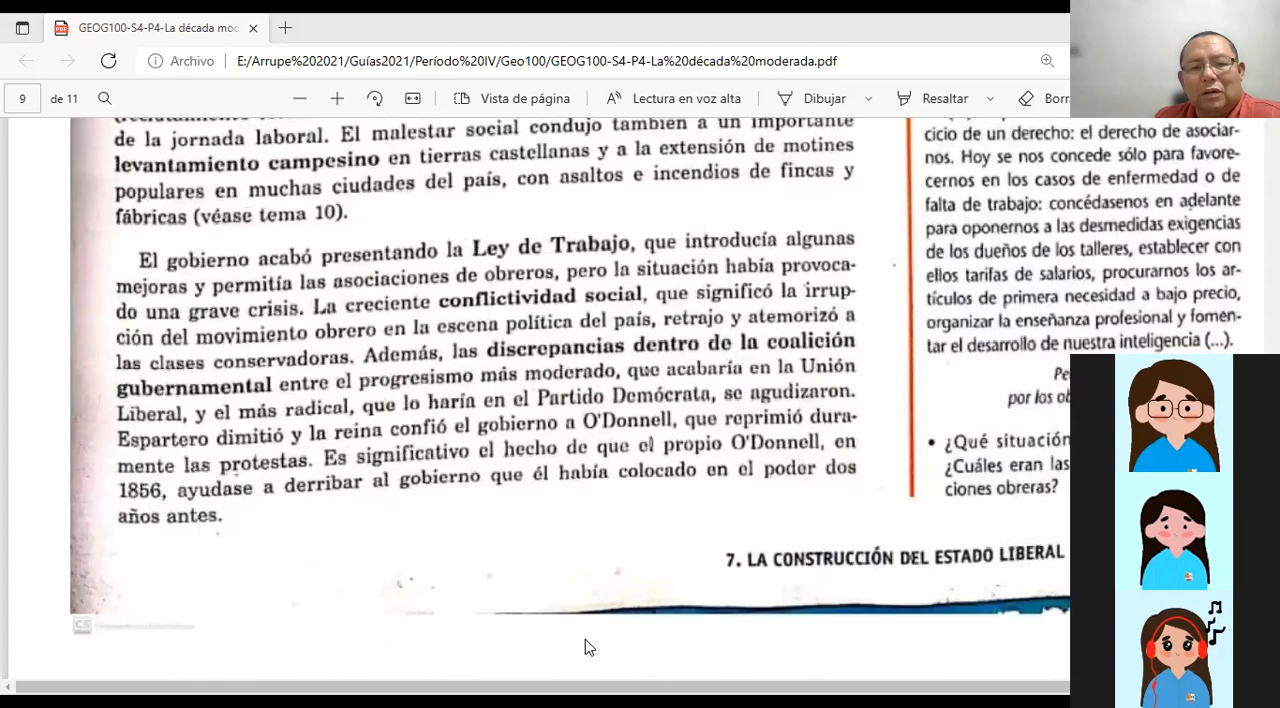 GEOG100-S4-P4-La década mod
Archivo
E:/Arrupe%202021/Guías2021/Período%20IV/Geo100/GEOG100-S4-P4-La%20década%20moderada.pdf
9
de 11
Vista de página
Lectura en voz alta
Dibujar
Resaltar
Borra
de la jornada laboral. El malestar social condujo también a un importante
levantamiento campesino en tierras castellanas y a la extensión de motines
populares en muchas ciudades del país, con asaltos e incendios de fincas y
fábricas (véase tema 10).
El gobierno acabó presentando la Ley de Trabajo, que introducía algunas
mejoras y permitía las asociaciones de obreros, pero la situación había provoca-
do una grave crisis. La creciente conflictividad social, que significó la irrup-
ción del movimiento obrero en la escena política del país, retrajo y atemorizó a
las clases conservadoras. Además, las discrepancias dentro de la coalición
gubernamental entre el progresismo más moderado, que acabaría en la Unión
Liberal, y el más radical, que lo haría en el Partido Demócrata, se agudizaron.
Espartero dimitió y la reina confió el gobierno a O'Donnell, que reprimió dura-
mente las protestas. Es significativo el hecho de que el propio O'Donnell, en
1856, ayudase a derribar al gobierno que él había colocado en el poder dos
años antes.
cicio de un derecho: el derecho de asociar-
nos. Hoy se nos concede sólo para favore-
cernos en los casos de enfermedad o de
falta de trabajo: concédasenos en adelante
para oponernos a las desmedidas exigencias
de los dueños de los talleres, establecer con
ellos tarifas de salarios, procurarnos los ar-
tículos de primera necesidad a bajo precio,
organizar la enseñanza profesional y fomen-
tar el desarrollo de nuestra inteligencia (...).
Pe
por los ob
• ¿Qué situación
¿Cuáles eran las
ciones obreras?
7. LA CONSTRUCCIÓN DEL ESTADO LIBERAL
CS